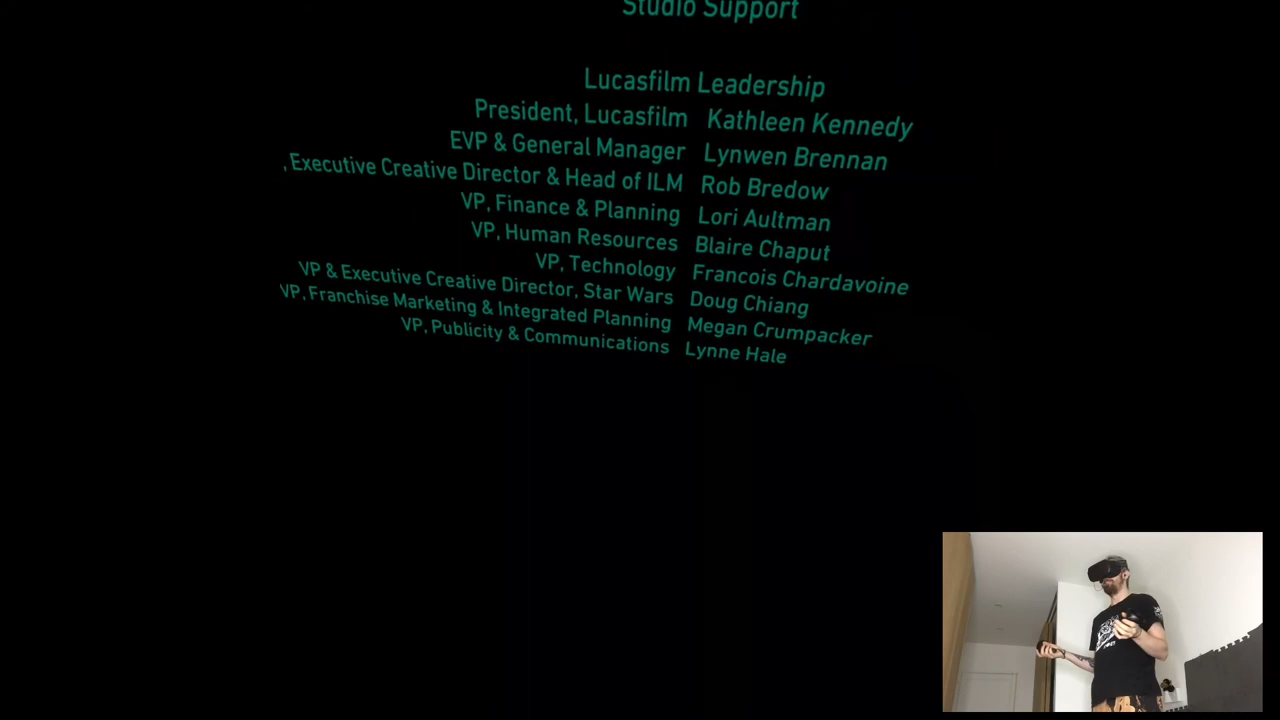 Studio Support
Lucasfilm Leadership
President, Lucasfilm Kathleen Kennedy
EVP & General Manager Lynwen Brennan
, Executive Creative Director & Head of ILM Rob Bredow
VP, Finance & Planning Lori Aultman
VP, Human Resources Blaire Chaput
VP, Technology Francois Chardavoine
VP & Executive Creative Director, Star Wars Doug Chiang
VP, Franchise Marketing & Integrated Planning Megan Crumpacker
VP, Publicity & Communications Lynne Hale